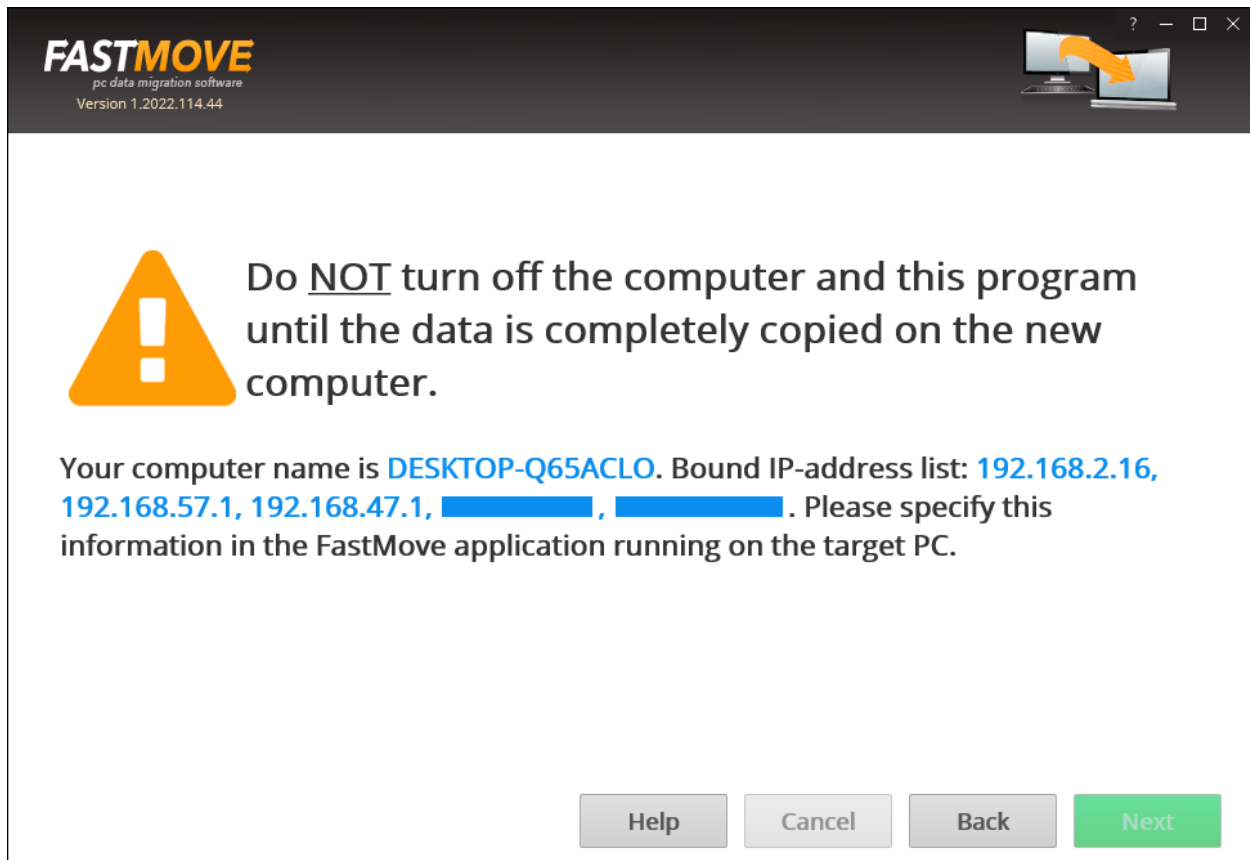 ? 
FASTMOVE
pc data migration software
Version 1.2022.114.44
Do NOT turn off the computer and this program
until the data is completely copied on the new
computer.
Your computer name is DESKTOP-Q65ACLO. Bound IP-address list: 192.168.2.16,
192.168.57.1, 192.168.47.1, , . Please specify this
information in the FastMove application running on the target PC.
Help Cancel Back Next